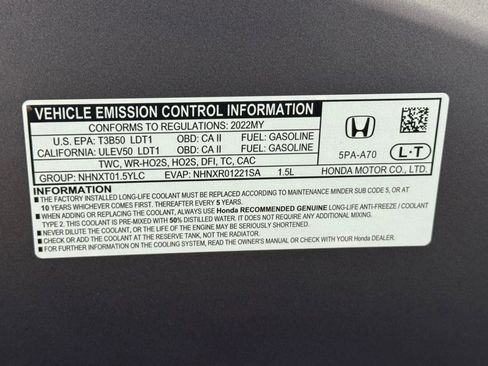 VEHICLE EMISSION CONTROL INFORMATION
CONFORMS TO REGULATIONS: 2022MY
U.S. EPA: T3B50 LDT1 OBD: CA II FUEL: GASOLINE
CALIFORNIA: ULEV50 LDT1 OBD: CA II FUEL: GASOLINE
TWC, WR-HO2S, HO2S, DFI, TC, CAC
GROUP: NHNXT01.5YLC EVAP: NHNXR01221SA 1.5L
5PA-A70
L·T
HONDA MOTOR CO., LTD.
INFORMATION
■THE FACTORY INSTALLED LONG-LIFE COOLANT MUST BE REPLACED ACCORDING TO MAINTENANCE MINDER SUB CODE 5, OR AT
10 YEARS WHICHEVER COMES FIRST. THEREAFTER EVERY 5 YEARS.
■WHEN ADDING OR REPLACING THE COOLANT, ALWAYS USE Honda RECOMMENDED GENUINE LONG-LIFE ANTI-FREEZE / COOLANT
TYPE 2. THIS COOLANT IS PRE-MIXED WITH 50% DISTILLED WATER. IT DOES NOT REQUIRE ANY ADDITIONAL MIXING.
■NEVER DILUTE THE COOLANT, OR THE LIFE OF THE ENGINE MAY BE SERIOUSLY SHORTENED.
■CHECK OR ADD THE COOLANT AT THE RESERVE TANK, NOT THE RADIATOR.
■FOR FURTHER INFORMATION ON THE COOLING SYSTEM, READ THE OWNER'S MANUAL OR CHECK WITH YOUR Honda DEALER.